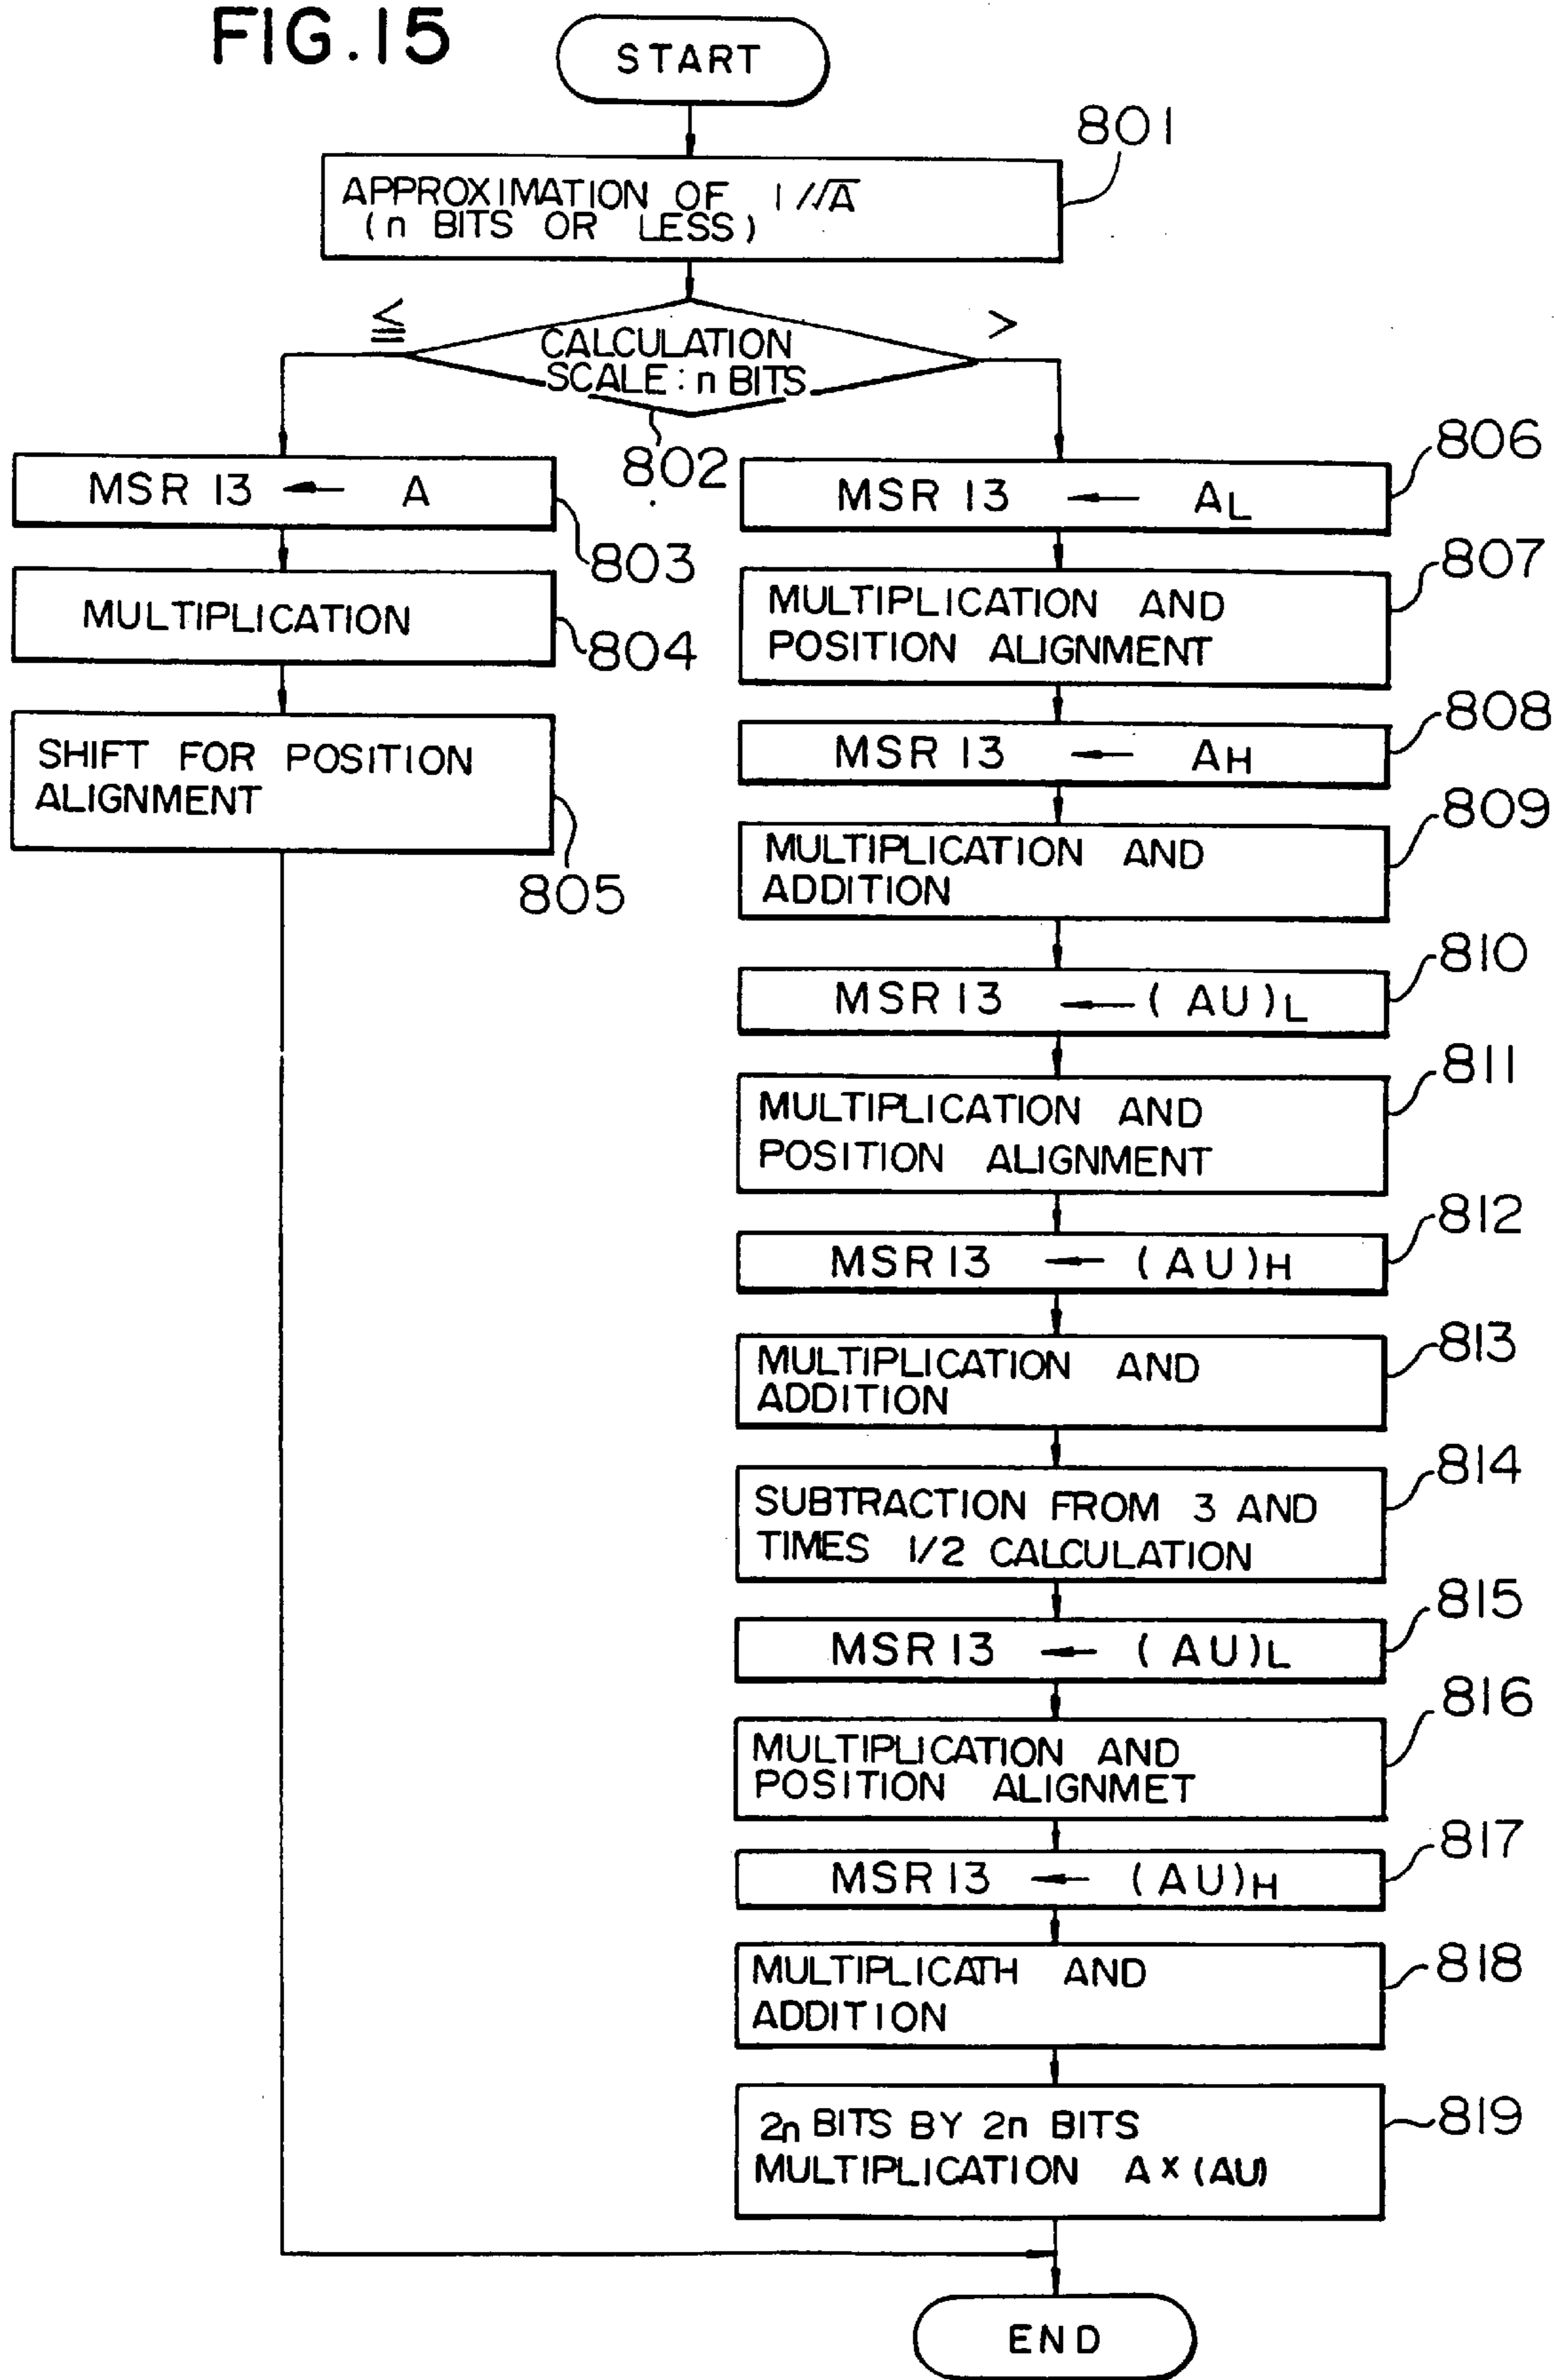 FIG.15
START
801
APPROXIMATION OF 1/√A
(n BITS OR LESS)
≦
>
CALCULATION
SCALE: n BITS
802
MSR 13 ← A
803
MULTIPLICATION
804
SHIFT FOR POSITION
ALIGNMENT
805
806
MSR 13 ← AL
807
MULTIPLICATION AND
POSITION ALIGNMENT
808
MSR 13 ← AH
809
MULTIPLICATION AND
ADDITION
810
MSR 13 ← (AU)L
811
MULTIPLICATION AND
POSITION ALIGNMENT
812
MSR 13 ← (AU)H
813
MULTIPLICATION AND
ADDITION
814
SUBTRACTION FROM 3 AND
TIMES 1/2 CALCULATION
815
MSR 13 ← (AU)L
816
MULTIPLICATION AND
POSITION ALIGNMET
817
MSR 13 ← (AU)H
818
MULTIPLICATH AND
ADDITION
819
2n BITS BY 2n BITS
MULTIPLICATION A × (AU)
END